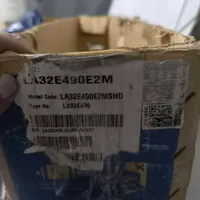 LA32E490E2M
Model Code: LA32E490E2MSHD
Type No: LA32E490